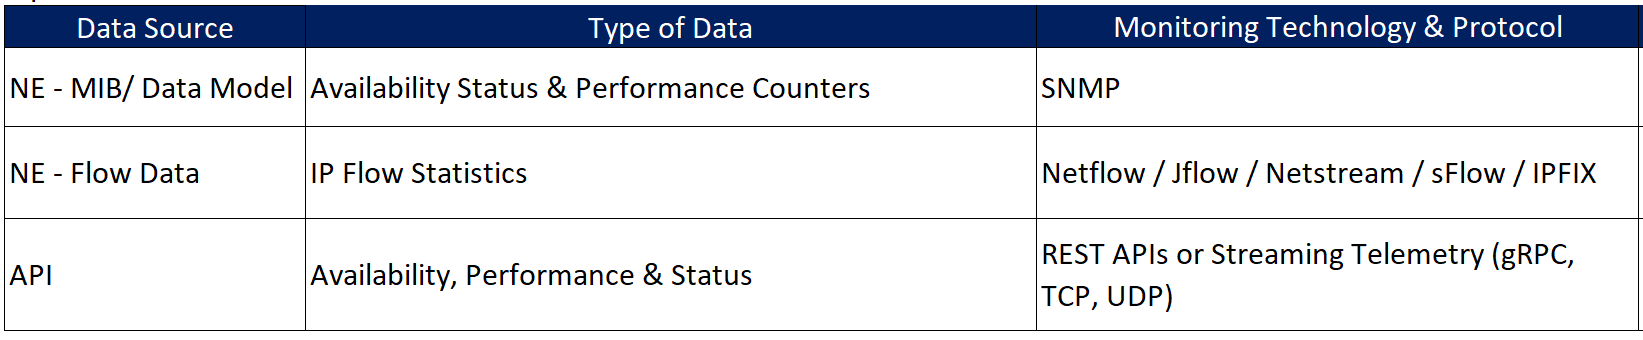 Data Source Type of Data Monitoring Technology & Protocol
NE - MIB/ Data Model Availability Status & Performance Counters SNMP
NE - Flow Data IP Flow Statistics Netflow / Jflow / Netstream / sFlow / IPFIX
API Availability, Performance & Status REST APIs or Streaming Telemetry (gRPC,
TCP, UDP)